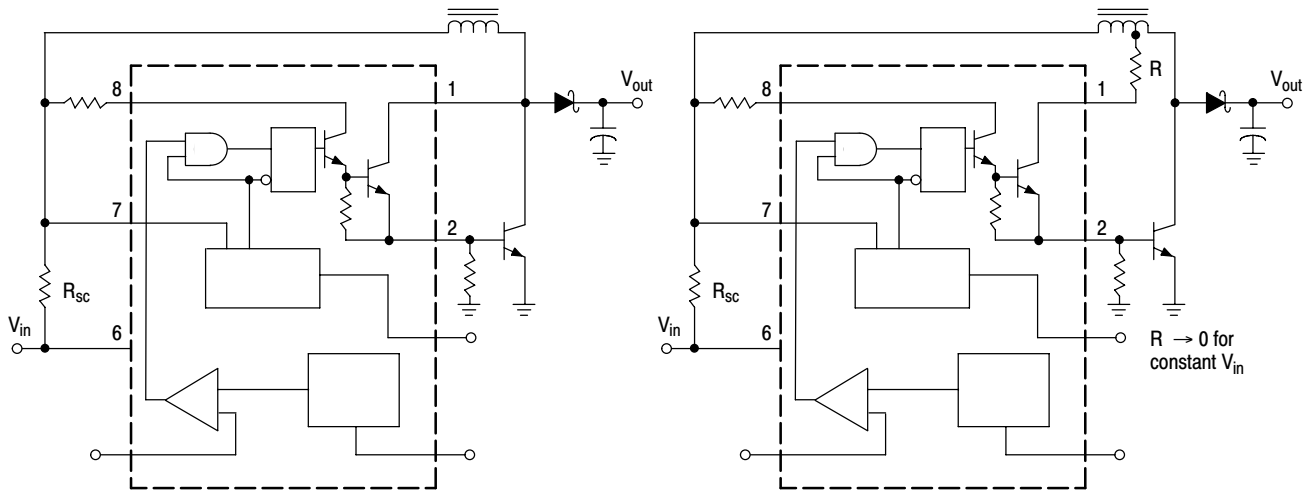 8
1
V_out
7
2
R_sc
V_in
6
R
8
1
V_out
7
2
R_sc
V_in
6
R → 0 for
constant V_in